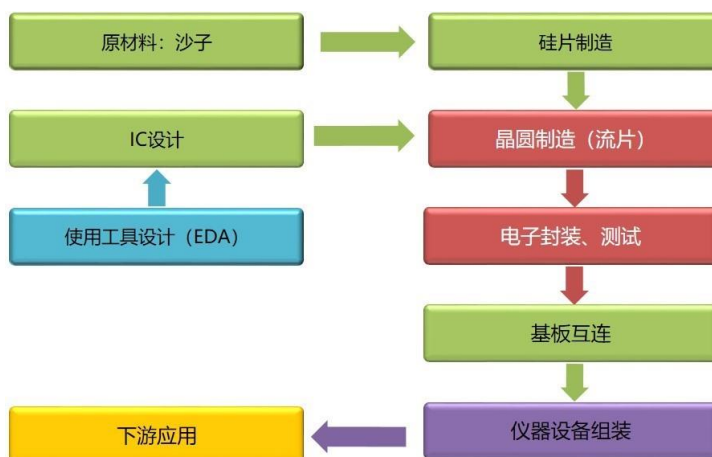 原材料：沙子
硅片制造
IC设计
晶圆制造（流片）
使用工具设计（EDA）
电子封装、测试
基板互连
下游应用
仪器设备组装